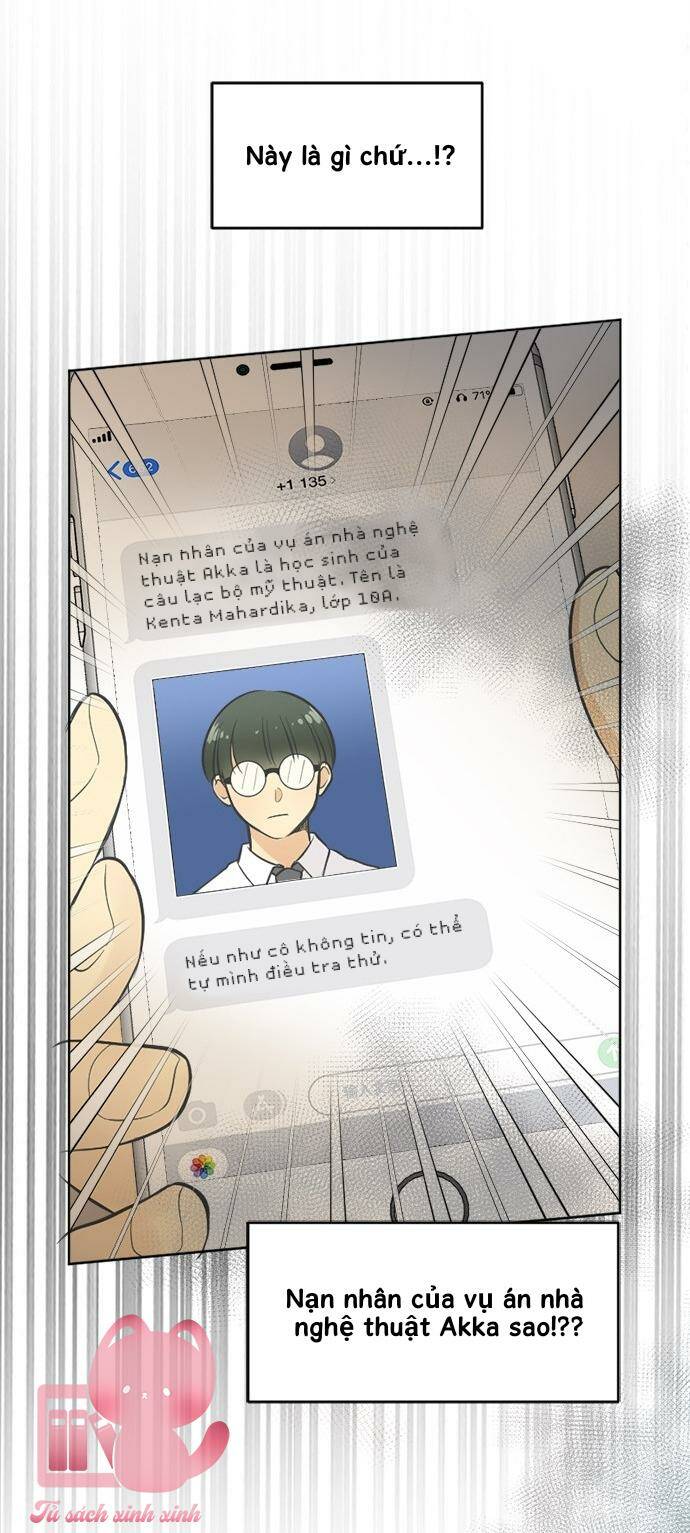 Này là gì chứ...!?
71%
+1 135
Nạn nhân của vụ án nhà nghệ
thuật Akka là học sinh của
câu lạc bộ mỹ thuật. Tên là
Kenta Mahardika, lớp 10A.
Nếu như cô không tin, có thể
tự mình điều tra thử.
Nạn nhân của vụ án nhà
nghệ thuật Akka sao!??
Tủ sách xinh xinh